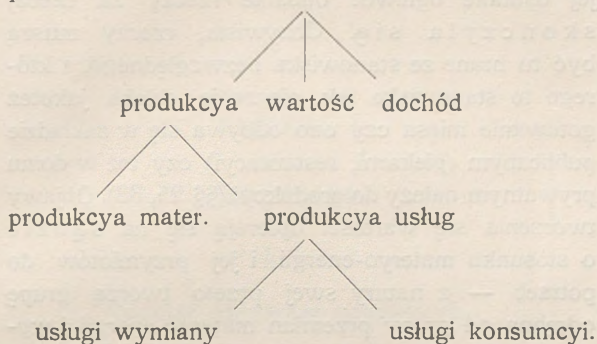 produkcya wartość dochód
produkcya mater. produkcya usług
usługi wymiany usługi konsumcyi.